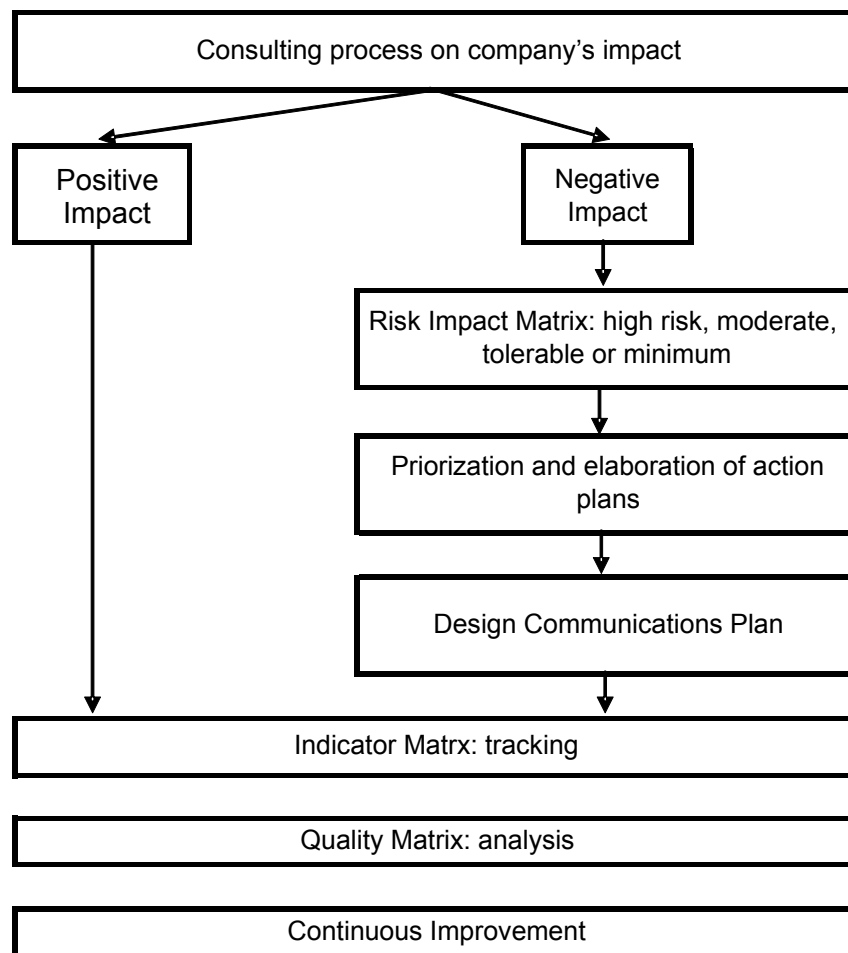 Consulting process on company’s impact
Positive
Impact
Negative
Impact
Risk Impact Matrix: high risk, moderate,
tolerable or minimum
Priorization and elaboration of action
plans
Design Communications Plan
Indicator Matrx: tracking
Quality Matrix: analysis
Continuous Improvement